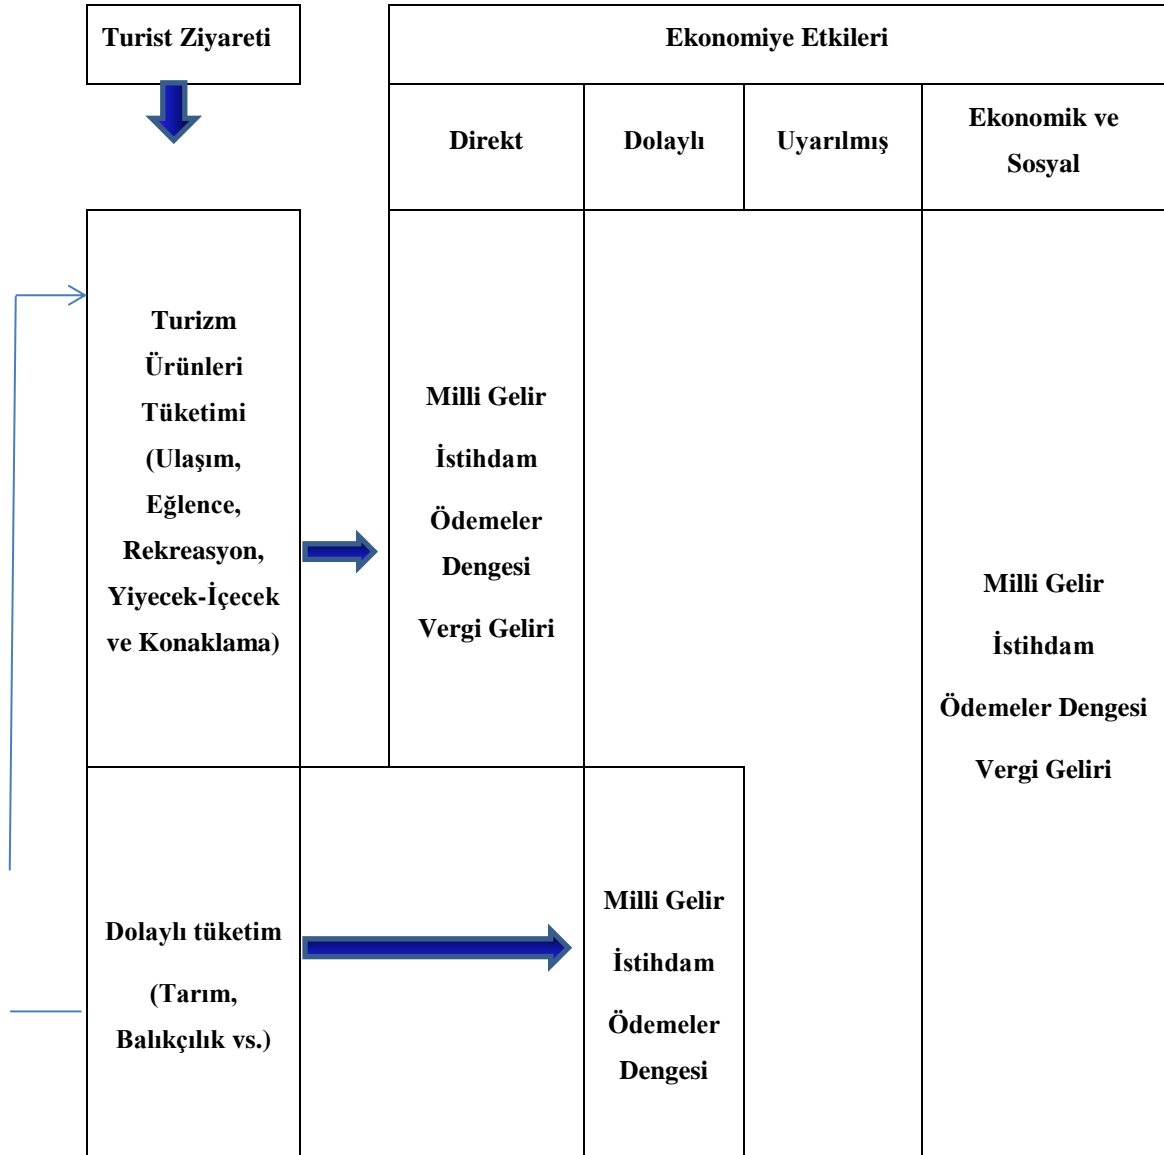 Turist Ziyareti
Ekonomiye Etkileri
Direkt
Dolaylı
Uyarılmış
Ekonomik ve
Sosyal
Turizm
Ürünleri
Tüketimi
(Ulaşım,
Eğlence,
Rekreasyon,
Yiyecek-İçecek
ve Konaklama)
Milli Gelir
İstihdam
Ödemeler
Dengesi
Vergi Geliri
Milli Gelir
İstihdam
Ödemeler Dengesi
Vergi Geliri
Dolaylı tüketim
(Tarım,
Balıkçılık vs.)
Milli Gelir
İstihdam
Ödemeler
Dengesi